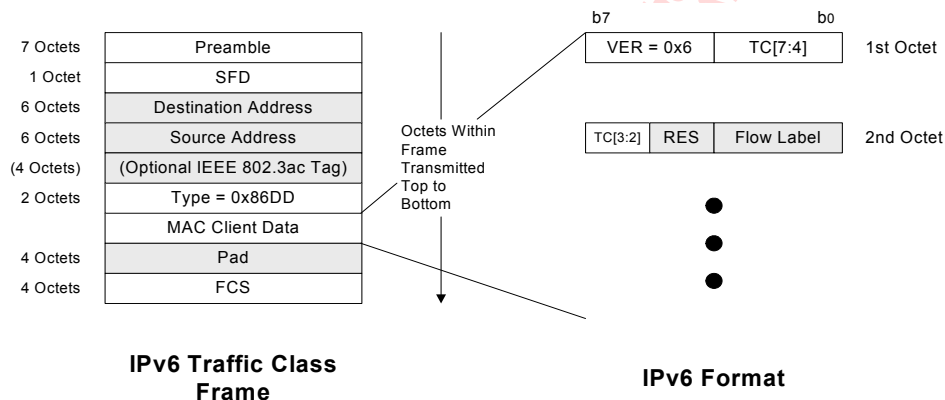 7 Octets Preamble
1 Octet SFD
6 Octets Destination Address
6 Octets Source Address
(4 Octets) (Optional IEEE 802.3ac Tag)
2 Octets Type = 0x86DD
MAC Client Data
4 Octets Pad
4 Octets FCS
Octets Within
Frame
Transmitted
Top to
Bottom
b7 b0
VER = 0x6 TC[7:4] 1st Octet
TC[3:2] RES Flow Label 2nd Octet
IPv6 Traffic Class
Frame
IPv6 Format